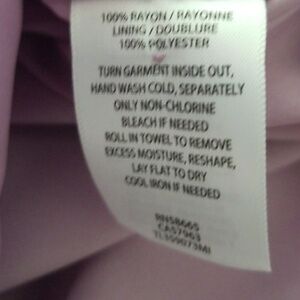 100% RAYON / RAYONNE
LINING / DOUBLURE
100% POLYESTER
TURN GARMENT INSIDE OUT,
HAND WASH COLD, SEPARATELY
ONLY NON-CHLORINE
BLEACH IF NEEDED
ROLL IN TOWEL TO REMOVE
EXCESS MOISTURE, RESHAPE,
LAY FLAT TO DRY
COOL IRON IF NEEDED
RN58665
CA57963
TL359073MI